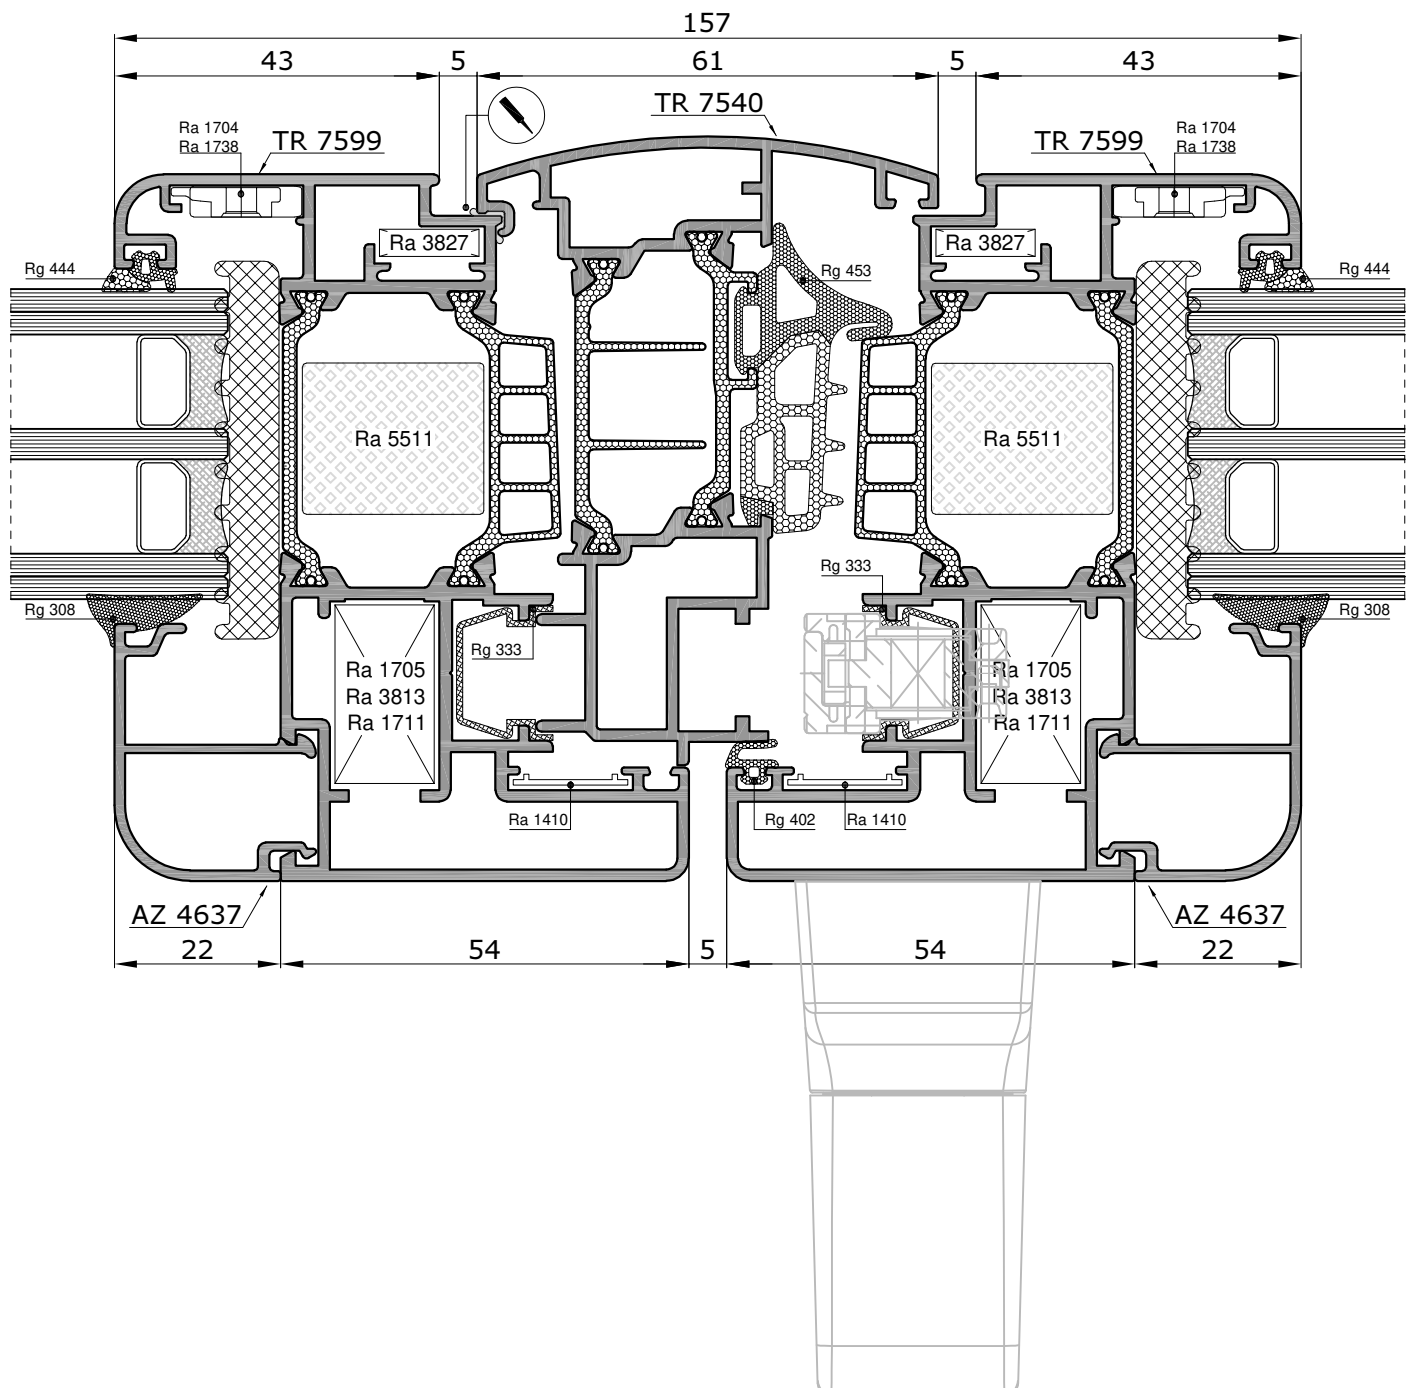 157
43 5 61 5 43
TR 7540
Ra 1704
Ra 1738
TR 7599
TR 7599
Ra 1704
Ra 1738
Ra 3827
Ra 3827
Rg 444
Rg 453
Rg 444
Ra 5511
Ra 5511
Rg 333
Rg 308
Rg 308
Rg 333
Ra 1705
Ra 3813
Ra 1711
Ra 1705
Ra 3813
Ra 1711
Ra 1410
Rg 402
Ra 1410
AZ 4637
AZ 4637
22 54 5 54 22